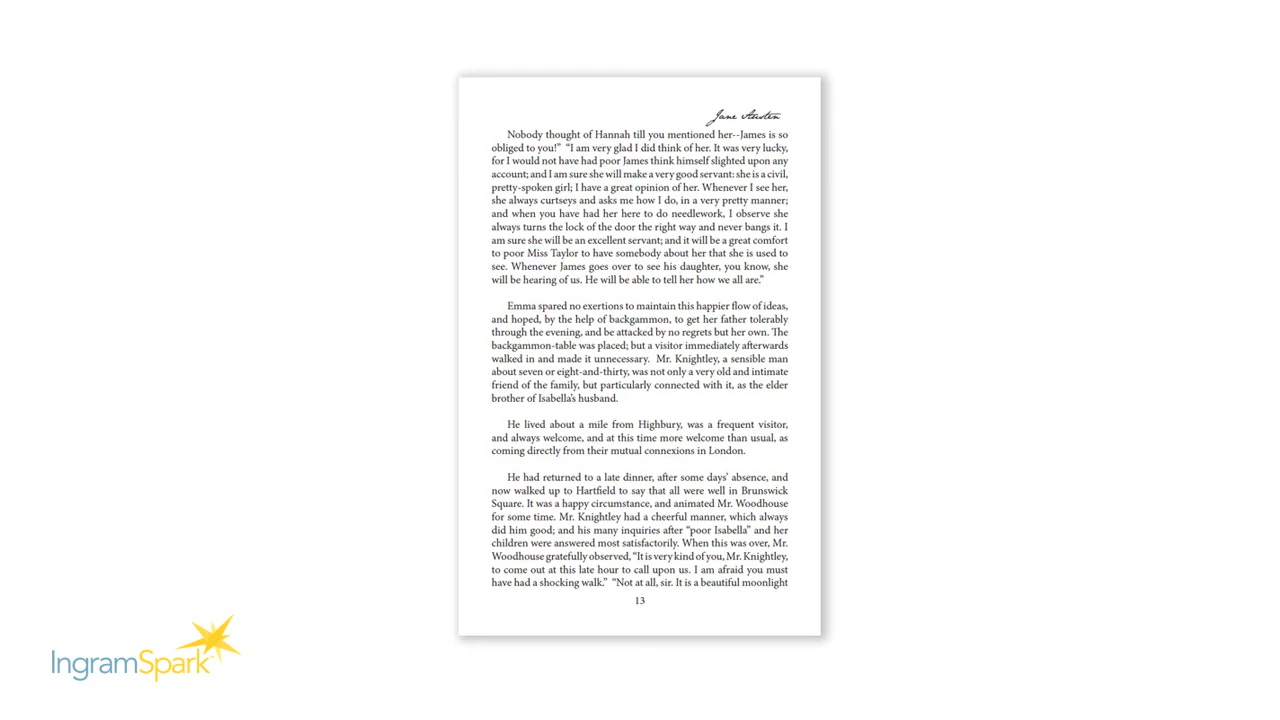 Jane Austen
Nobody thought of Hannah till you mentioned her--James is so
obliged to you!” “I am very glad I did think of her. It was very lucky,
for I would not have had poor James think himself slighted upon any
account; and I am sure she will make a very good servant: she is a civil,
pretty-spoken girl; I have a great opinion of her. Whenever I see her,
she always curtseys and asks me how I do, in a very pretty manner;
and when you have had her here to do needlework, I observe she
always turns the lock of the door the right way and never bangs it. I
am sure she will be an excellent servant; and it will be a great comfort
to poor Miss Taylor to have somebody about her that she is used to
see. Whenever James goes over to see his daughter, you know, she
will be hearing of us. He will be able to tell her how we all are.”
Emma spared no exertions to maintain this happier flow of ideas,
and hoped, by the help of backgammon, to get her father tolerably
through the evening, and be attacked by no regrets but her own. The
backgammon-table was placed; but a visitor immediately afterwards
walked in and made it unnecessary. Mr. Knightley, a sensible man
about seven or eight-and-thirty, was not only a very old and intimate
friend of the family, but particularly connected with it, as the elder
brother of Isabella’s husband.
He lived about a mile from Highbury, was a frequent visitor,
and always welcome, and at this time more welcome than usual, as
coming directly from their mutual connexions in London.
He had returned to a late dinner, after some days’ absence, and
now walked up to Hartfield to say that all were well in Brunswick
Square. It was a happy circumstance, and animated Mr. Woodhouse
for some time. Mr. Knightley had a cheerful manner, which always
did him good; and his many inquiries after “poor Isabella” and her
children were answered most satisfactorily. When this was over, Mr.
Woodhouse gratefully observed, “It is very kind of you, Mr. Knightley,
to come out at this late hour to call upon us. I am afraid you must
have had a shocking walk.” “Not at all, sir. It is a beautiful moonlight
13
IngramSpark